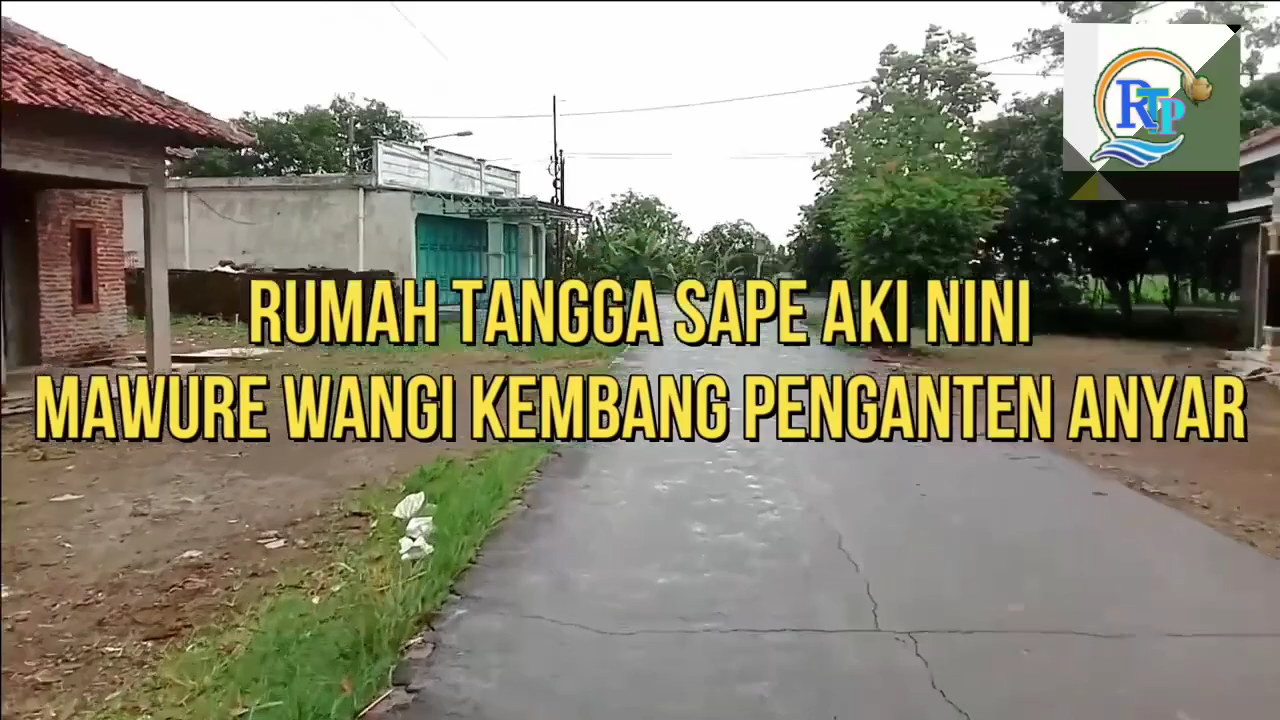 RTP
RUMAH TANGGA SAPE AKI NINI
MAWURE WANGI KEMBANG PENGANTEN ANYAR